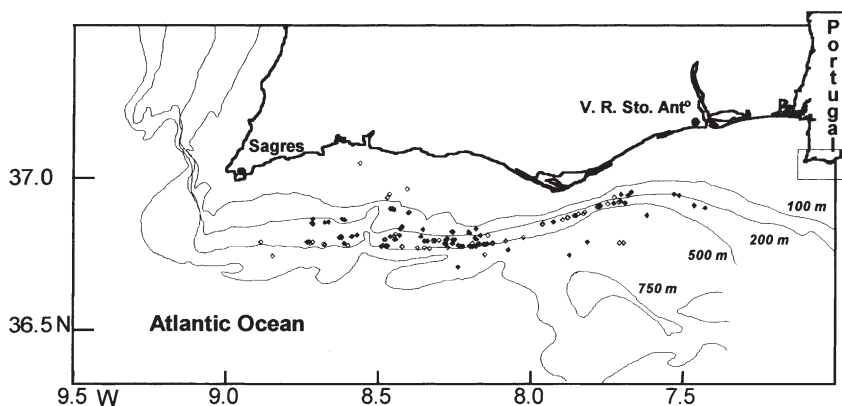 Portugal
V. R. Sto. Antº
Sagres
37.0
100 m
200 m
500 m
750 m
36.5 N
Atlantic Ocean
9.5 W
9.0
8.5
8.0
7.5